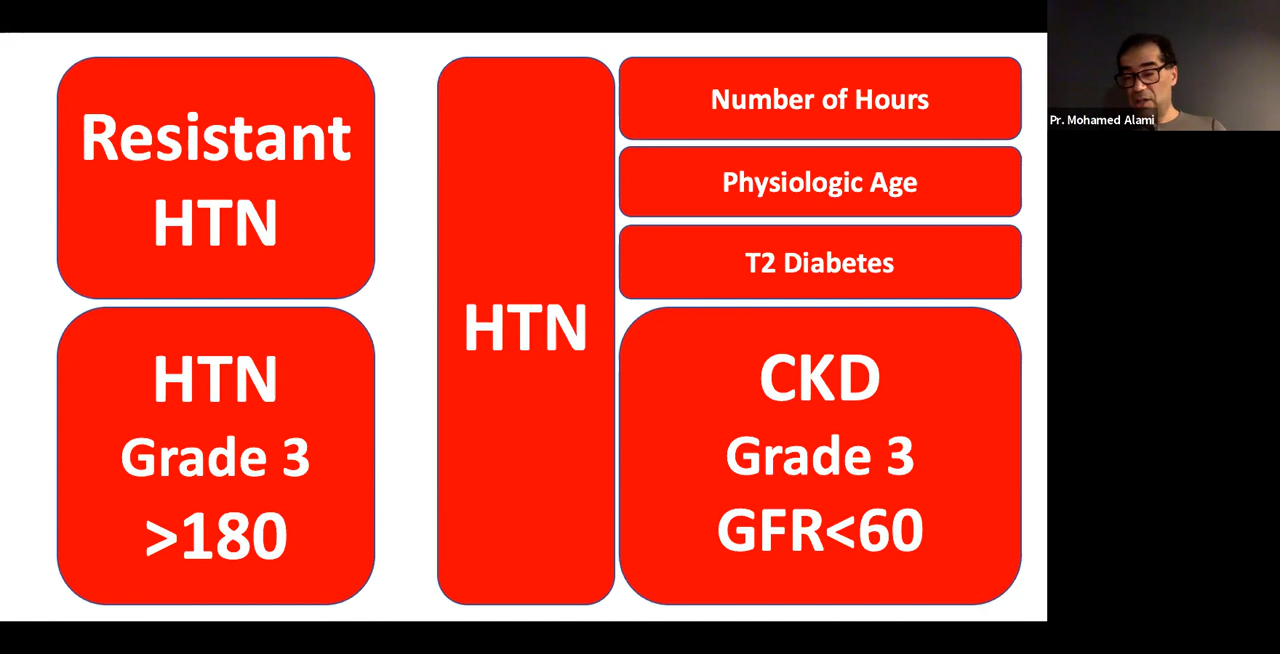 Resistant
HTN
HTN
Grade 3
>180
HTN
Number of Hours
Physiologic Age
T2 Diabetes
CKD
Grade 3
GFR<60
Pr. Mohamed Alami